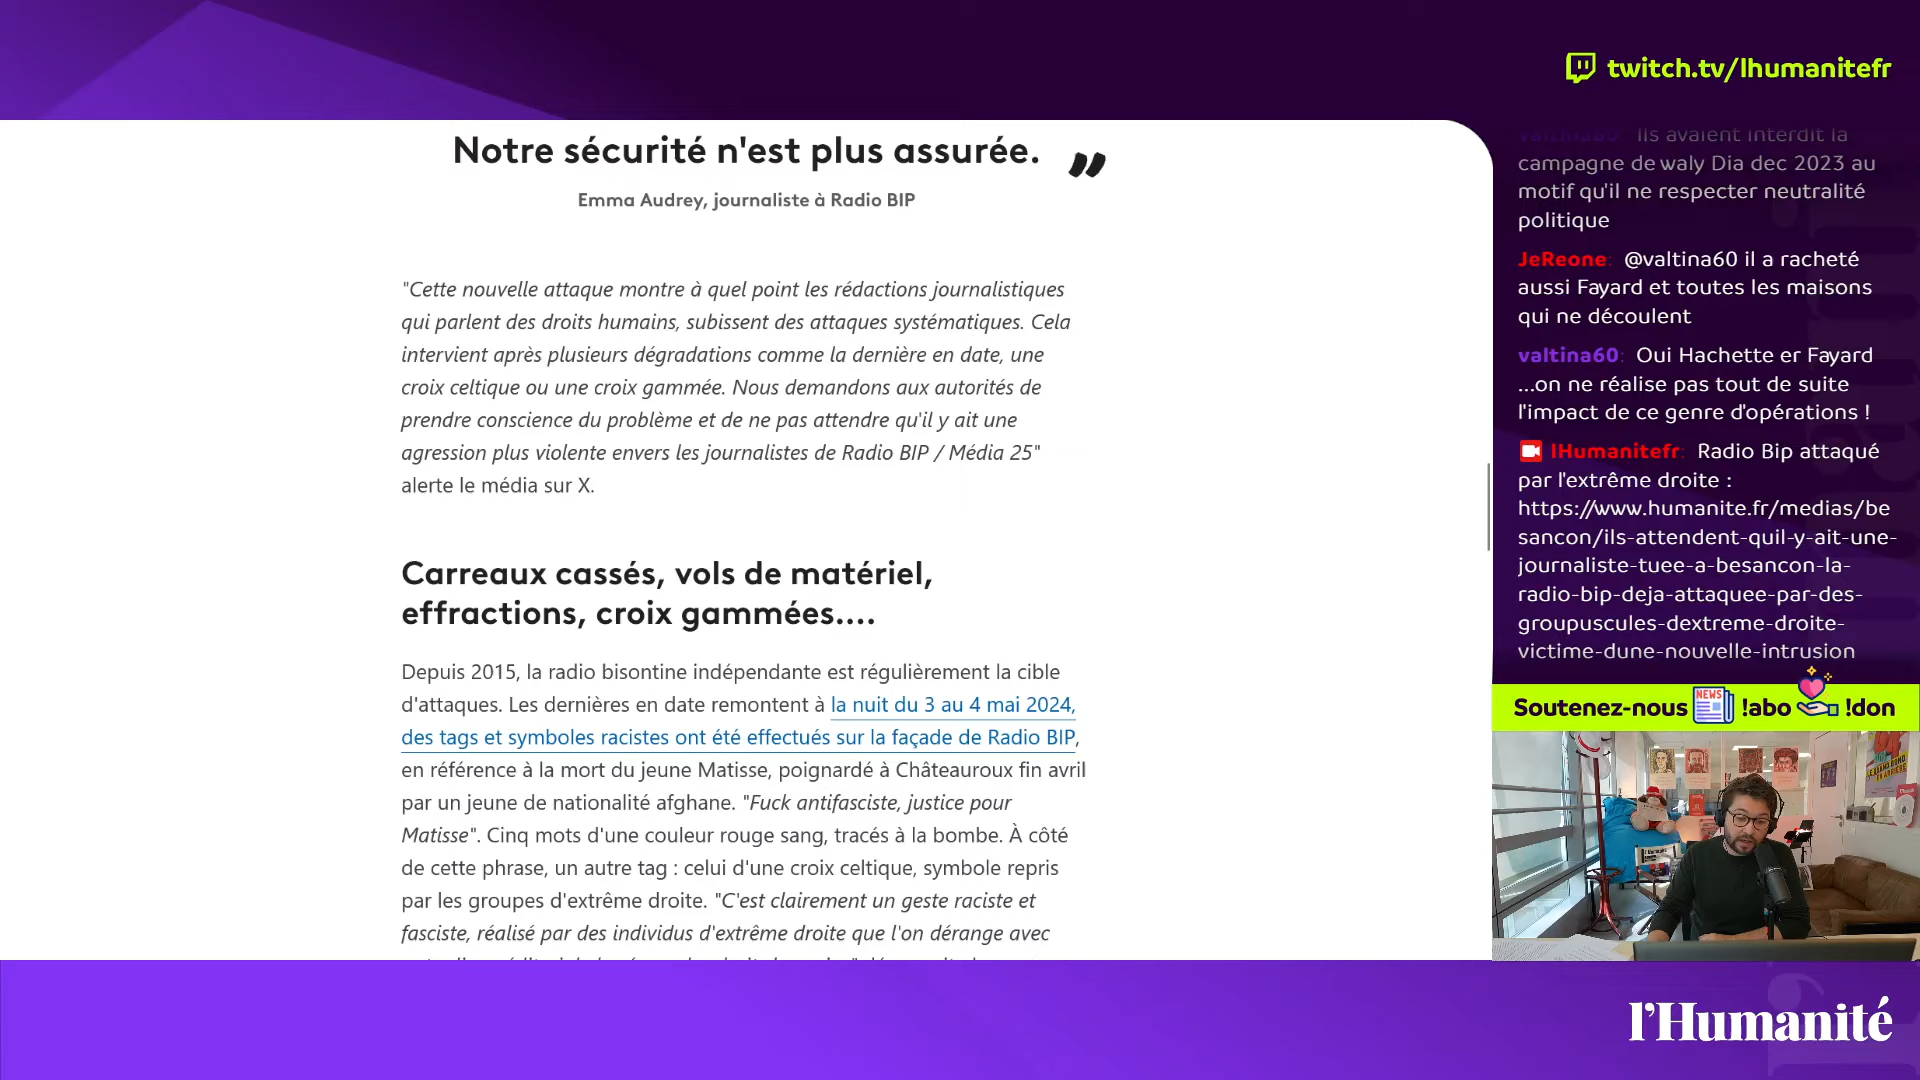 twitch.tv/lhumanitefr
Notre sécurité n'est plus assurée. ”
Emma Audrey, journaliste à Radio BIP
"Cette nouvelle attaque montre à quel point les rédactions journalistiques
qui parlent des droits humains, subissent des attaques systématiques. Cela
intervient après plusieurs dégradations comme la dernière en date, une
croix celtique ou une croix gammée. Nous demandons aux autorités de
prendre conscience du problème et de ne pas attendre qu'il y ait une
agression plus violente envers les journalistes de Radio BIP / Média 25"
alerte le média sur X.
Carreaux cassés, vols de matériel,
effractions, croix gammées....
Depuis 2015, la radio bisontine indépendante est régulièrement la cible
d'attaques. Les dernières en date remontent à la nuit du 3 au 4 mai 2024,
des tags et symboles racistes ont été effectués sur la façade de Radio BIP,
en référence à la mort du jeune Matisse, poignardé à Châteauroux fin avril
par un jeune de nationalité afghane. "Fuck antifasciste, justice pour
Matisse". Cinq mots d'une couleur rouge sang, tracés à la bombe. À côté
de cette phrase, un autre tag : celui d'une croix celtique, symbole repris
par les groupes d'extrême droite. "C'est clairement un geste raciste et
fasciste, réalisé par des individus d'extrême droite que l'on dérange avec
valtina60: Ils avaient interdit la
campagne de waly Dia dec 2023 au
motif qu'il ne respecter neutralité
politique
JeReone: @valtina60 il a racheté
aussi Fayard et toutes les maisons
qui ne découlent
valtina60: Oui Hachette er Fayard
...on ne réalise pas tout de suite
l'impact de ce genre d'opérations !
lHumanitefr: Radio Bip attaqué
par l'extrême droite :
https://www.humanite.fr/medias/be
sancon/ils-attendent-quil-y-ait-une-
journaliste-tuee-a-besancon-la-
radio-bip-deja-attaquee-par-des-
groupuscules-dextreme-droite-
victime-dune-nouvelle-intrusion
Soutenez-nous NEWS !abo !don
l'Humanité